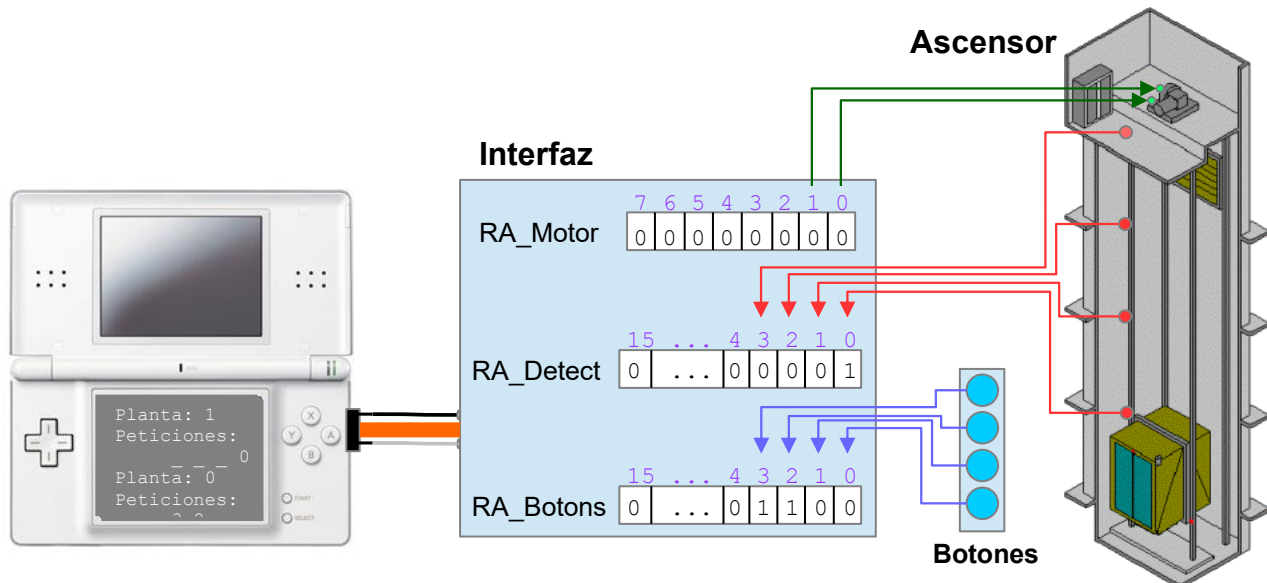 Ascensor
Interfaz
7 6 5 4 3 2 1 0
RA_Motor
0 0 0 0 0 0 0 0
15 ... 4 3 2 1 0
RA_Detect
0 ... 0 0 0 0 1
15 ... 4 3 2 1 0
RA_Botons
0 ... 0 1 1 0 0
Botones
Planta: 1
Peticiones:
_ _ _ 0
Planta: 0
Peticiones:
X
Y A
B
START
SELECT